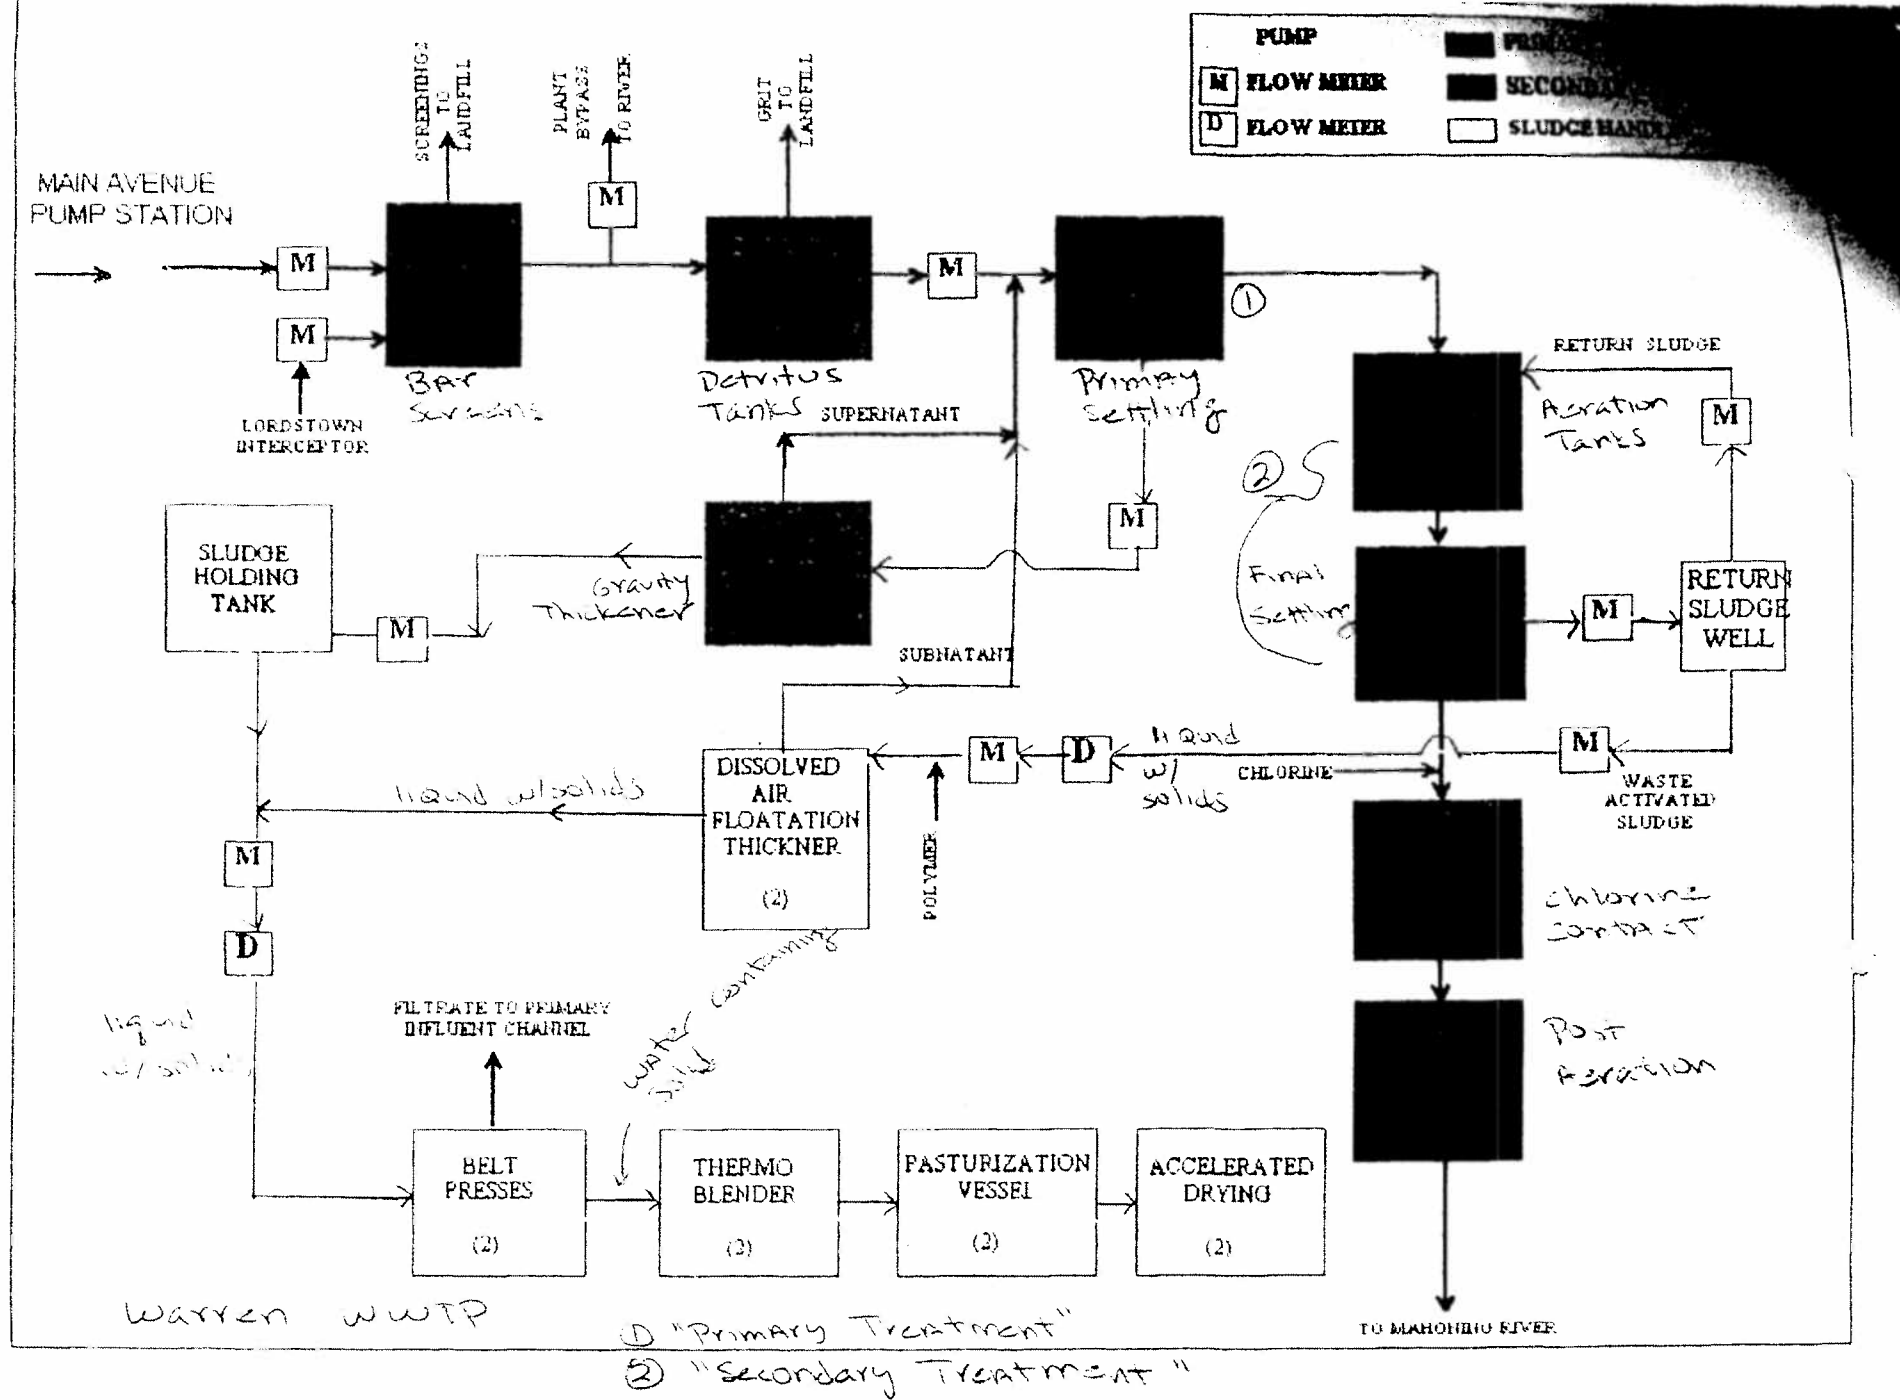 PUMP
M FLOW METER
D FLOW METER
SLUDGE
SCREENINGS
TO
LANDFILL
PLANT
BYPASS
TO RIVER
GRIT
TO
LANDFILL
MAIN AVENUE
PUMP STATION
M
M
M
M
LORDSTOWN
INTERCEPTOR
Bar
Screens
Detritus
Tanks
SUPERNATANT
Primary
Settling
1
RETURN SLUDGE
Aeration
Tanks
M
2
M
SLUDGE
HOLDING
TANK
M
Gravity
Thickener
SUBNATANT
Final
Settling
M
RETURN
SLUDGE
WELL
DISSOLVED
AIR
FLOATATION
THICKNER
(2)
M
D
liquid
w/
solids
CHLORINE
M
WASTE
ACTIVATED
SLUDGE
POLYMER
liquid w/solids
M
D
liquid
w/solids
Chlorine
Contact
Post
Aeration
FILTRATE TO PRIMARY
INFLUENT CHANNEL
water containing
solid
BELT
PRESSES
(2)
THERMO
BLENDER
(2)
PASTURIZATION
VESSEL
(2)
ACCELERATED
DRYING
(2)
TO MAHONING RIVER
Warren WWTP
1 "Primary Treatment"
2 "Secondary Treatment"